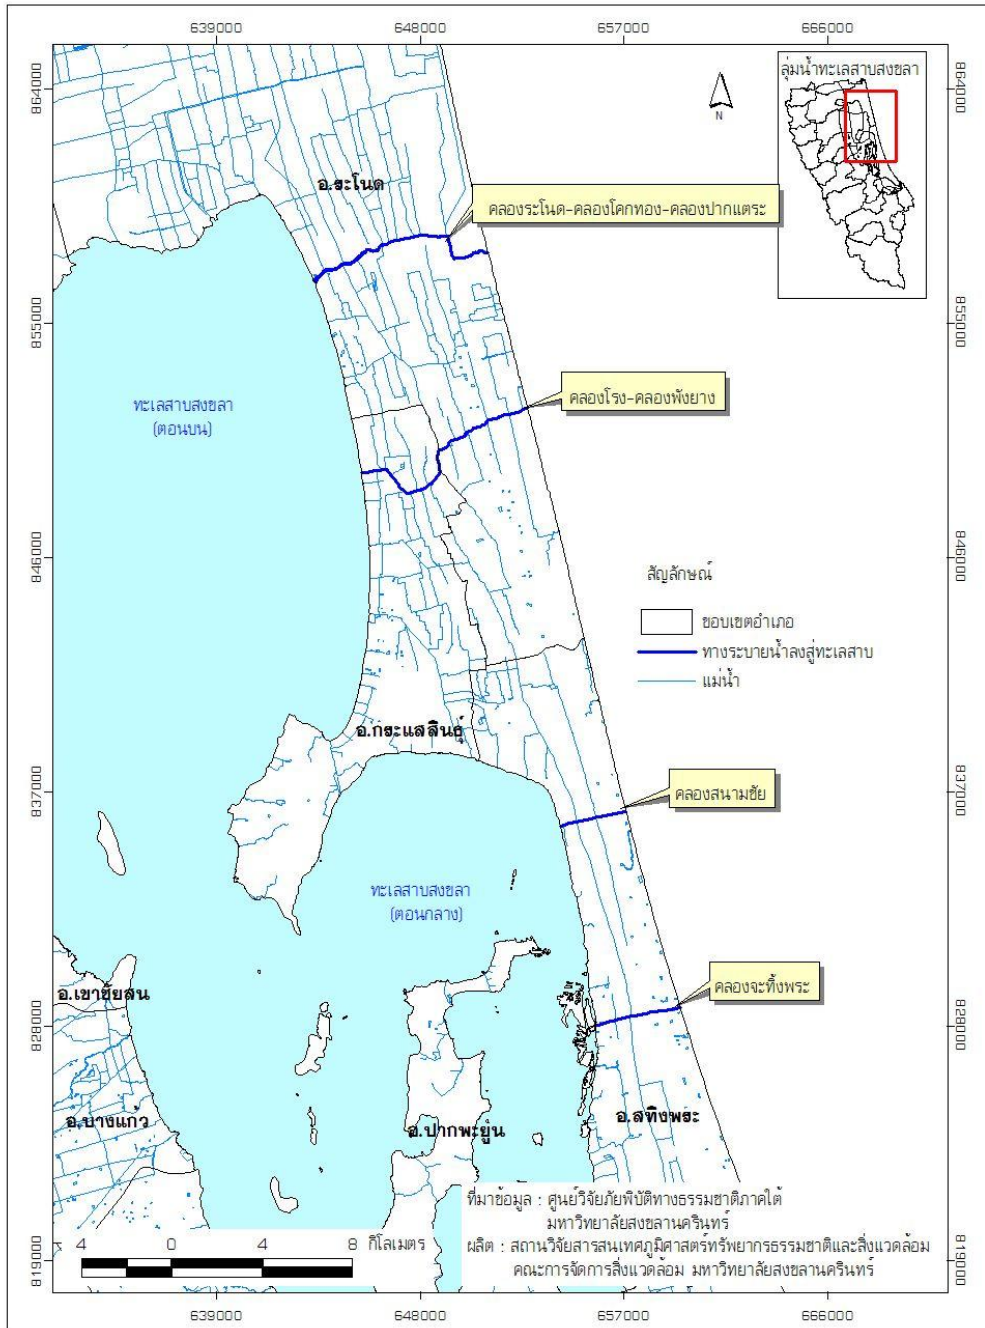 639000
648000
657000
666000
ลุ่มน้ำทะเลสาบสงขลา
864000
864000
N
อ.ระโนด
คลองระโนด-คลองโคกทอง-คลองปากแตระ
855000
855000
คลองโรง-คลองพังยาง
ทะเลสาบสงขลา
(ตอนบน)
846000
846000
สัญลักษณ์
ขอบเขตอำเภอ
ทางระบายน้ำลงสู่ทะเลสาบ
แม่น้ำ
อ.กระแสสินธุ์
837000
837000
คลองสนามชัย
ทะเลสาบสงขลา
(ตอนกลาง)
อ.เขาชัยสน
คลองจะทิ้งพระ
828000
828000
อ.บางแก้ว
อ.ปากพะยูน
อ.สทิงพระ
ที่มาข้อมูล : ศูนย์วิจัยภัยพิบัติทางธรรมชาติภาคใต้
มหาวิทยาลัยสงขลานครินทร์
ผลิต : สถานวิจัยสารสนเทศภูมิศาสตร์ทรัพยากรธรรมชาติและสิ่งแวดล้อม
คณะการจัดการสิ่งแวดล้อม มหาวิทยาลัยสงขลานครินทร์
4 0 4 8 กิโลเมตร
819000
819000
639000
648000
657000
666000